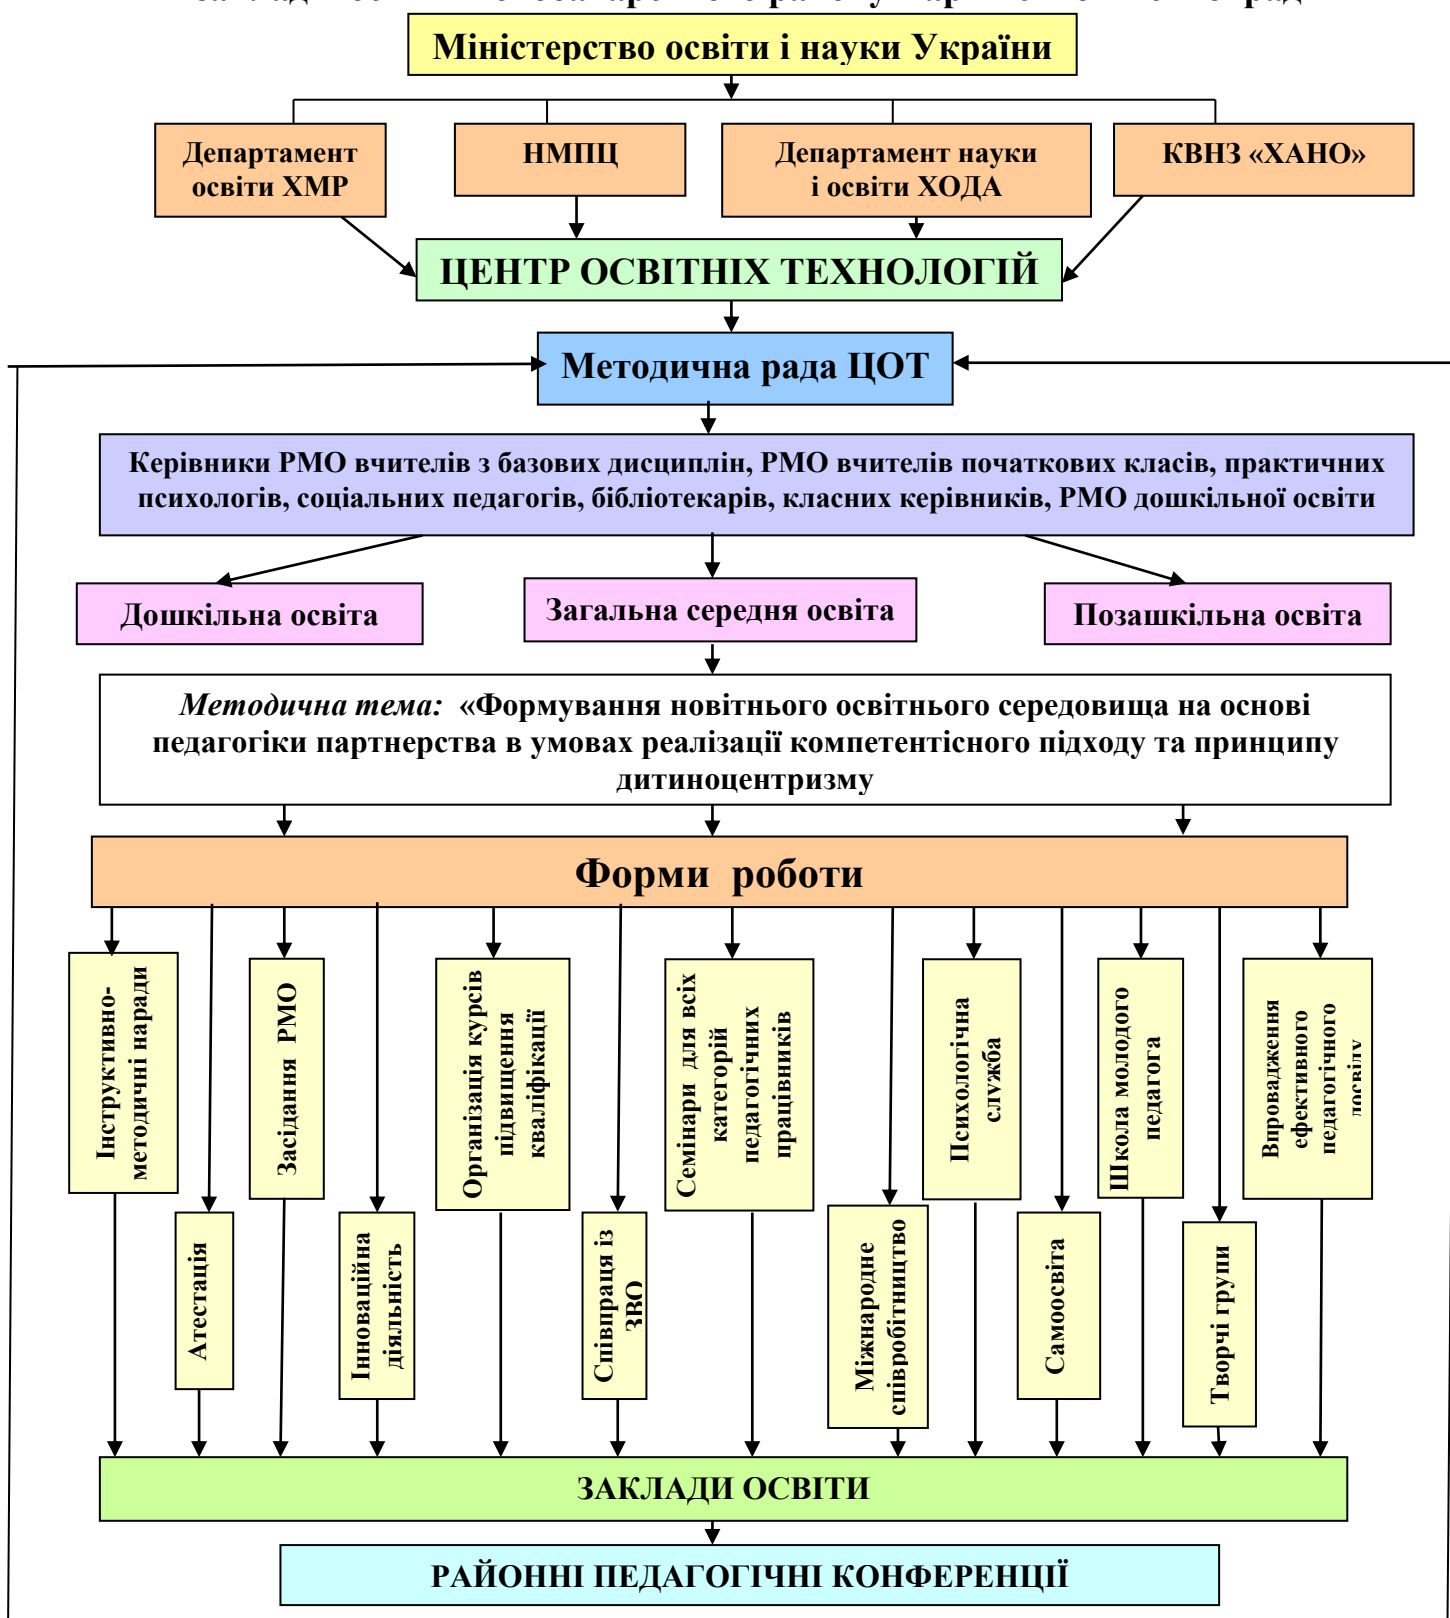 Міністерство освіти і науки України
Департамент
освіти ХМР
НМПЦ
Департамент науки
і освіти ХОДА
КВНЗ «ХАНО»
ЦЕНТР ОСВІТНІХ ТЕХНОЛОГІЙ
Методична рада ЦОТ
Керівники РМО вчителів з базових дисциплін, РМО вчителів початкових класів, практичних
психологів, соціальних педагогів, бібліотекарів, класних керівників, РМО дошкільної освіти
Дошкільна освіта
Загальна середня освіта
Позашкільна освіта
Методична тема: «Формування новітнього освітнього середовища на основі
педагогіки партнерства в умовах реалізації компетентісного підходу та принципу
дитиноцентризму
Форми роботи
Інструктивно-
методичні наради
Атестація
Засідання РМО
Інноваційна
діяльність
Організація курсів
підвищення
кваліфікації
Співпраця із
ЗВО
Семінари для всіх
категорій
педагогічних
працівників
Міжнародне
співробітництво
Психологічна
служба
Самоосвіта
Школа молодого
педагога
Творчі групи
Впровадження
ефективного
педагогічного
досвіду
ЗАКЛАДИ ОСВІТИ
РАЙОННІ ПЕДАГОГІЧНІ КОНФЕРЕНЦІЇ